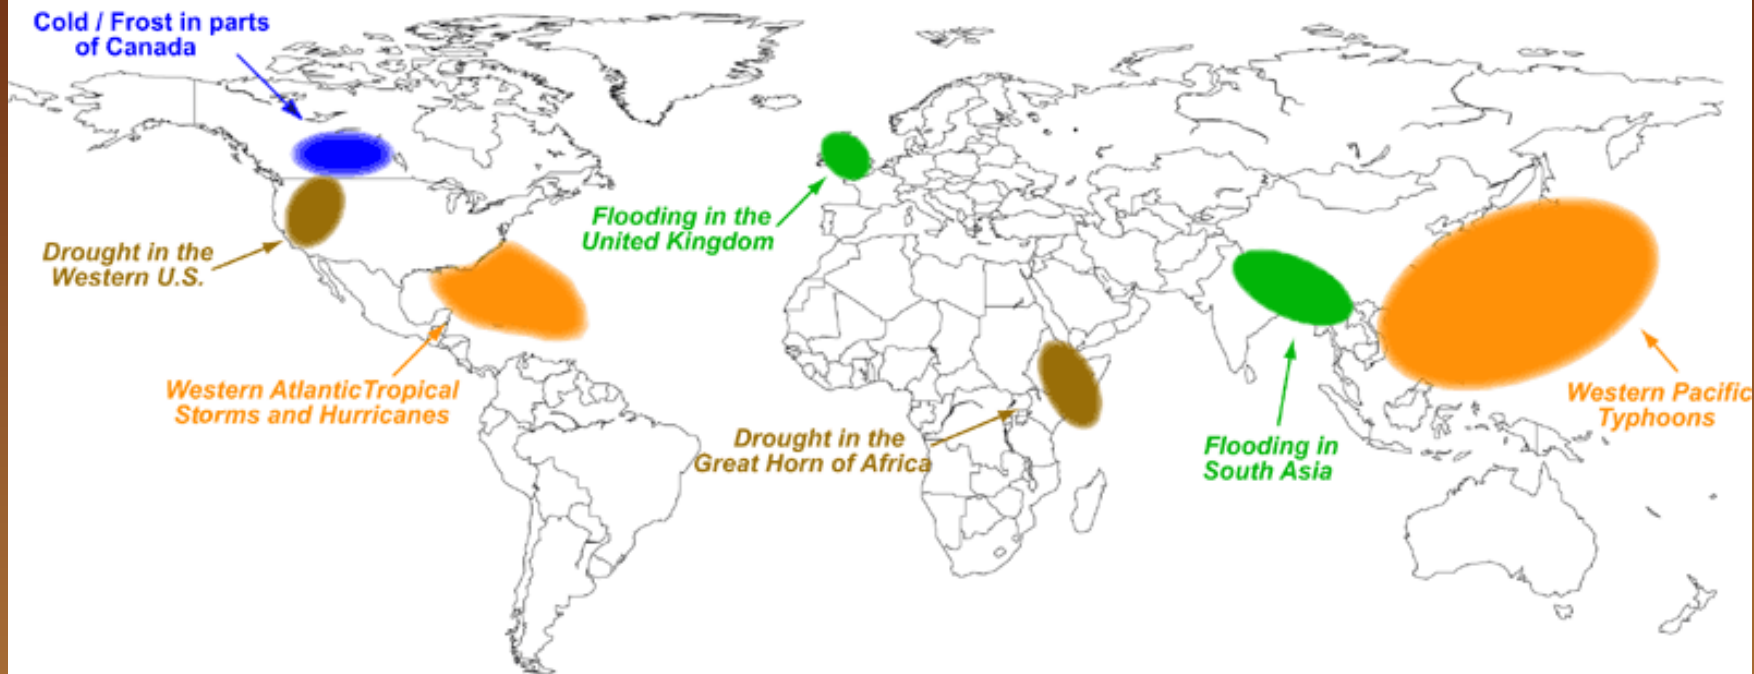 Cold / Frost in parts
of Canada
Flooding in the
United Kingdom
Drought in the
Western U.S.
Western AtlanticTropical
Storms and Hurricanes
Drought in the
Great Horn of Africa
Flooding in
South Asia
Western Pacific
Typhoons